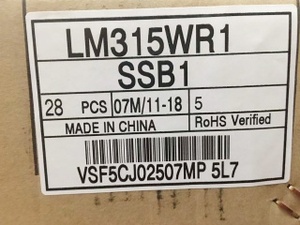 LM315WR1
SSB1
28 PCS 07M/11-18 5
MADE IN CHINA RoHS Verified
VSF5CJ02507MP 5L7